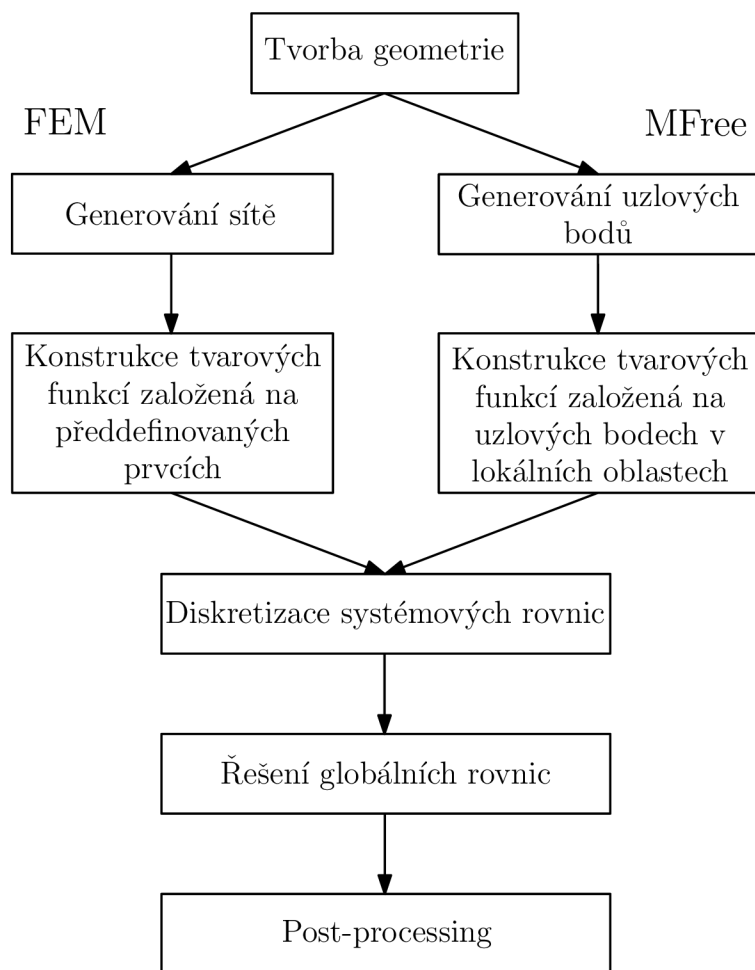 Tvorba geometrie
FEM
MFree
Generování sítě
Generování uzlových
bodů
Konstrukce tvarových
funkcí založená na
předdefinovaných
prvcích
Konstrukce tvarových
funkcí založená na
uzlových bodech v
lokálních oblastech
Diskretizace systémových rovnic
Řešení globálních rovnic
Post-processing